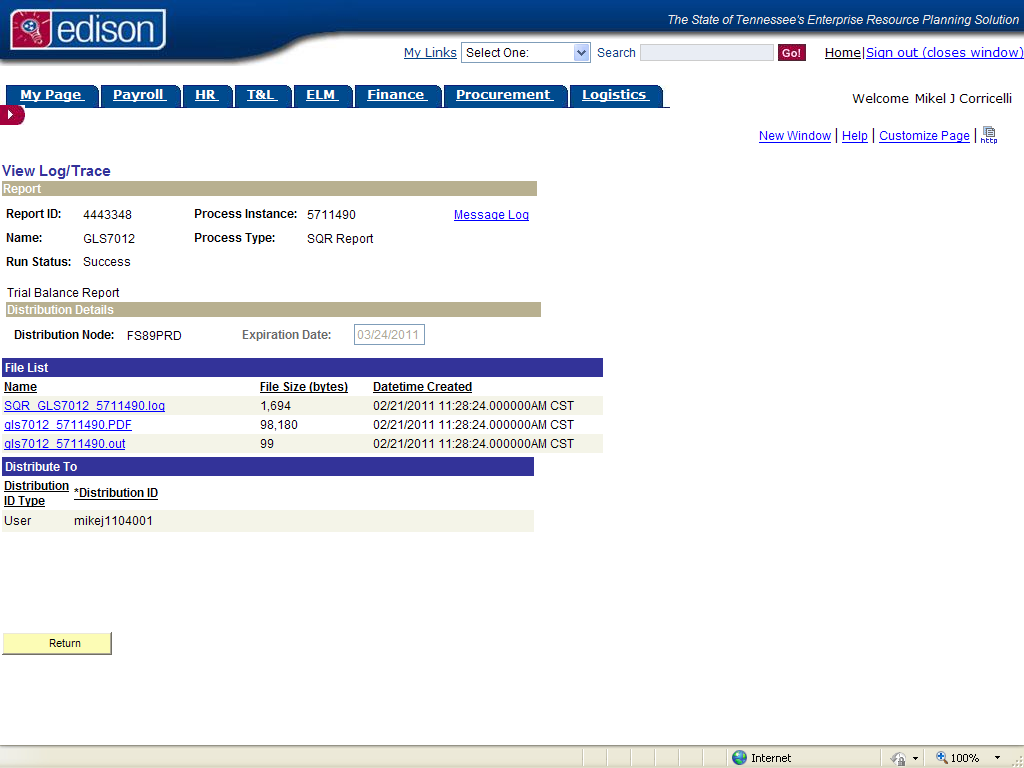 edison
The State of Tennessee's Enterprise Resource Planning Solution
My Links Select One: Search Go! Home|Sign out (closes window)
My Page Payroll HR T&L ELM Finance Procurement Logistics
Welcome Mikel J Corricelli
New Window | Help | Customize Page | http
View Log/Trace
Report
Report ID: 4443348 Process Instance: 5711490 Message Log
Name: GLS7012 Process Type: SQR Report
Run Status: Success
Trial Balance Report
Distribution Details
Distribution Node: FS89PRD Expiration Date: 03/24/2011
File List
Name File Size (bytes) Datetime Created
SQR_GLS7012_5711490.log 1,694 02/21/2011 11:28:24.000000AM CST
gls7012_5711490.PDF 98,180 02/21/2011 11:28:24.000000AM CST
gls7012_5711490.out 99 02/21/2011 11:28:24.000000AM CST
Distribute To
Distribution
ID Type *Distribution ID
User mikej1104001
Return
Internet 100%